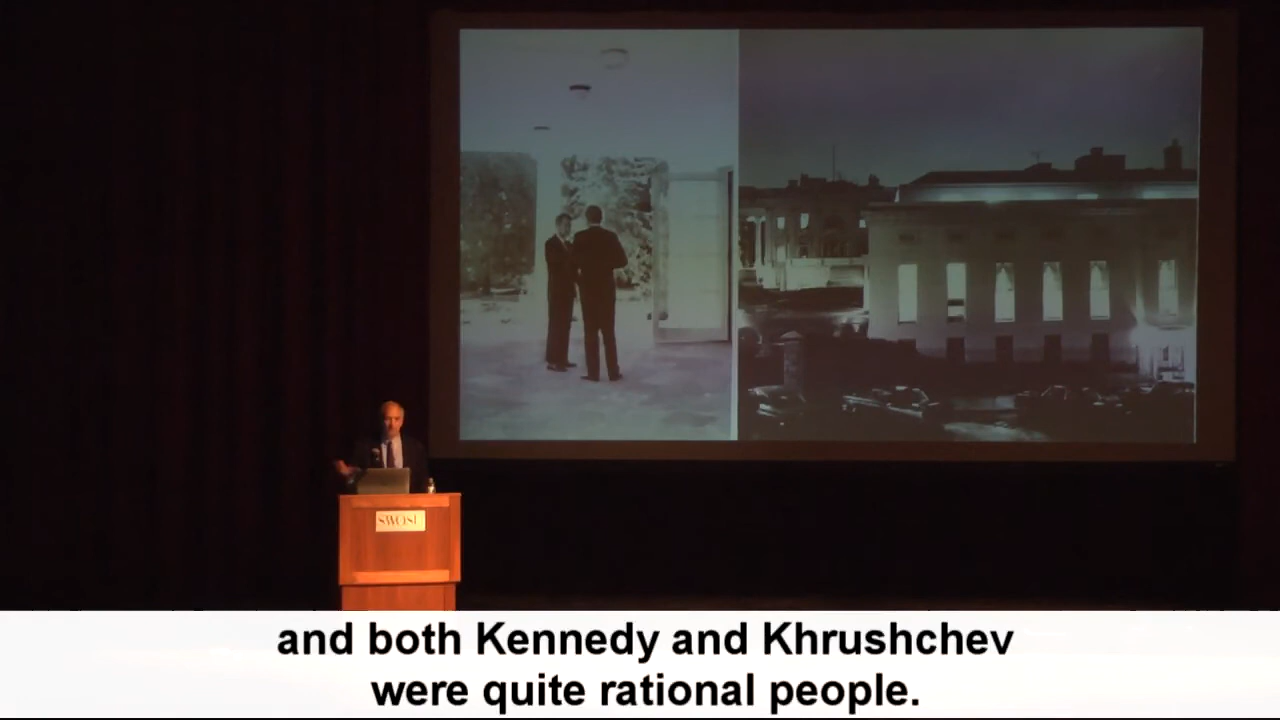 SWOSU
and both Kennedy and Khrushchev
were quite rational people.